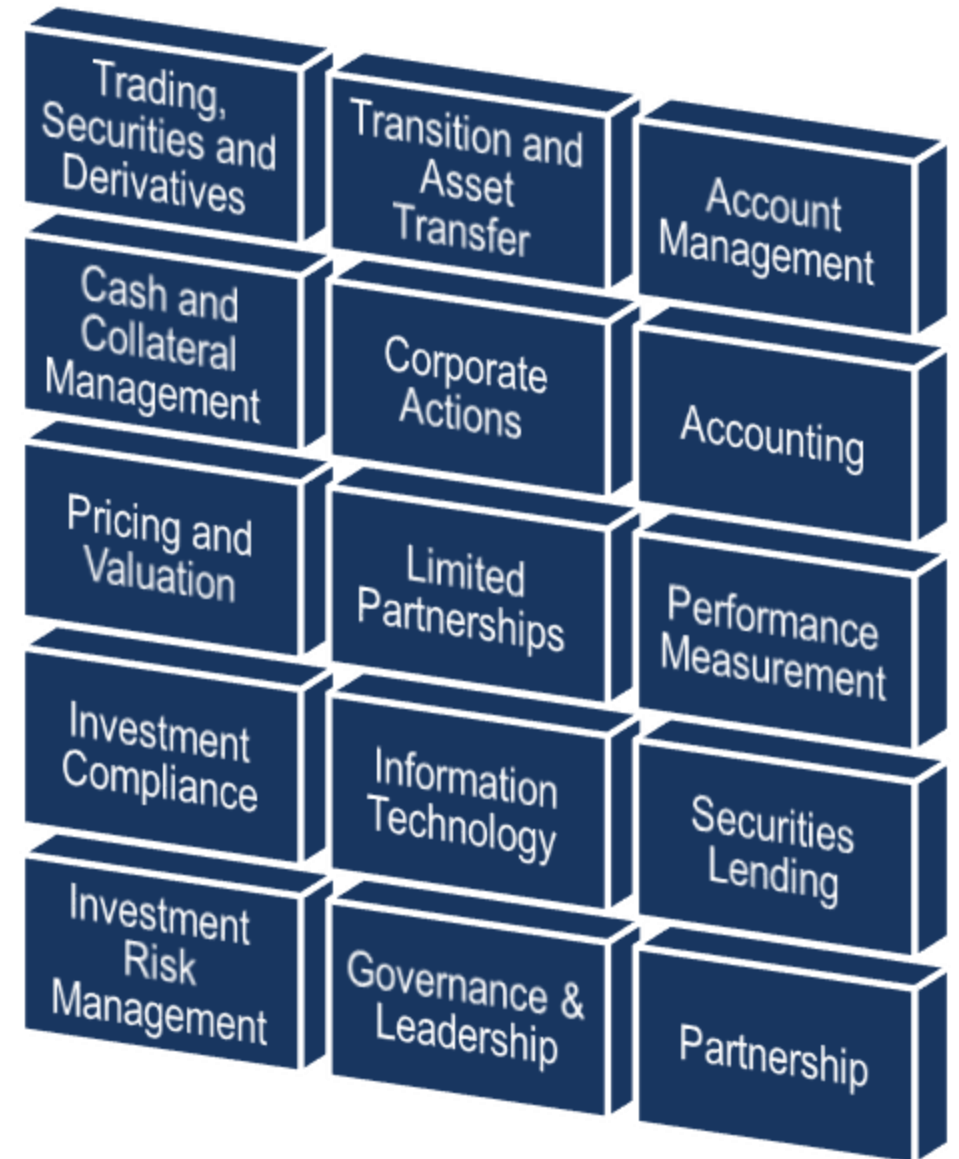 Trading,
Securities and
Derivatives
Transition and
Asset
Transfer
Account
Management
Cash and
Collateral
Management
Corporate
Actions
Accounting
Pricing and
Valuation
Limited
Partnerships
Performance
Measurement
Investment
Compliance
Information
Technology
Securities
Lending
Investment
Risk
Management
Governance &
Leadership
Partnership